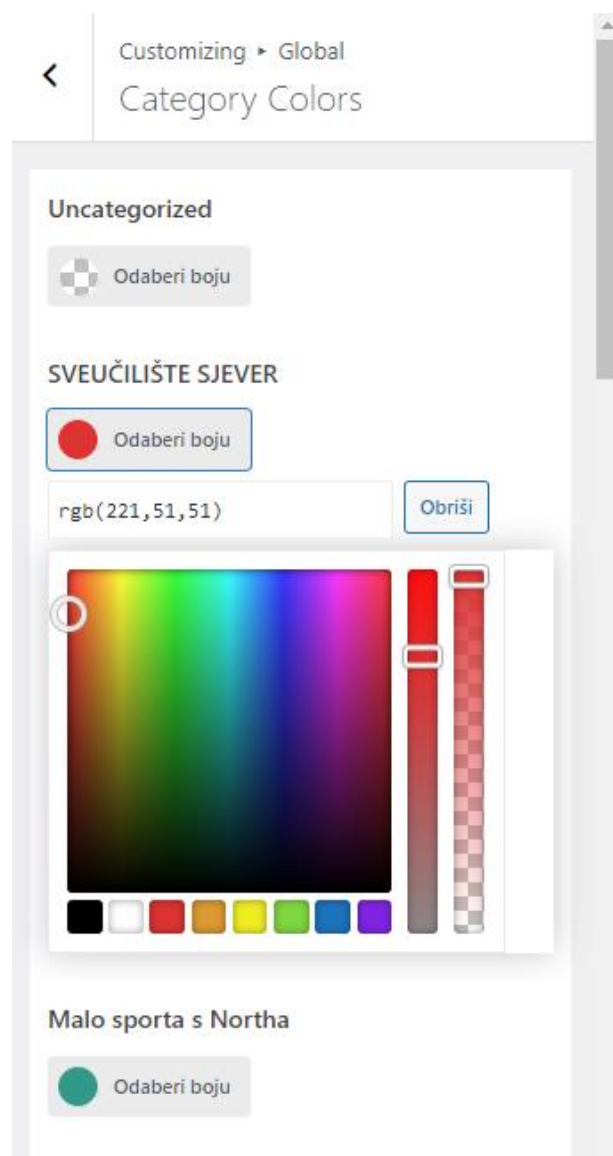 Customizing ▸ Global
Category Colors
Uncategorized
Odaberi boju
SVEUČILIŠTE SJEVER
Odaberi boju
rgb(221,51,51)
Obriši
Malo sporta s Northa
Odaberi boju